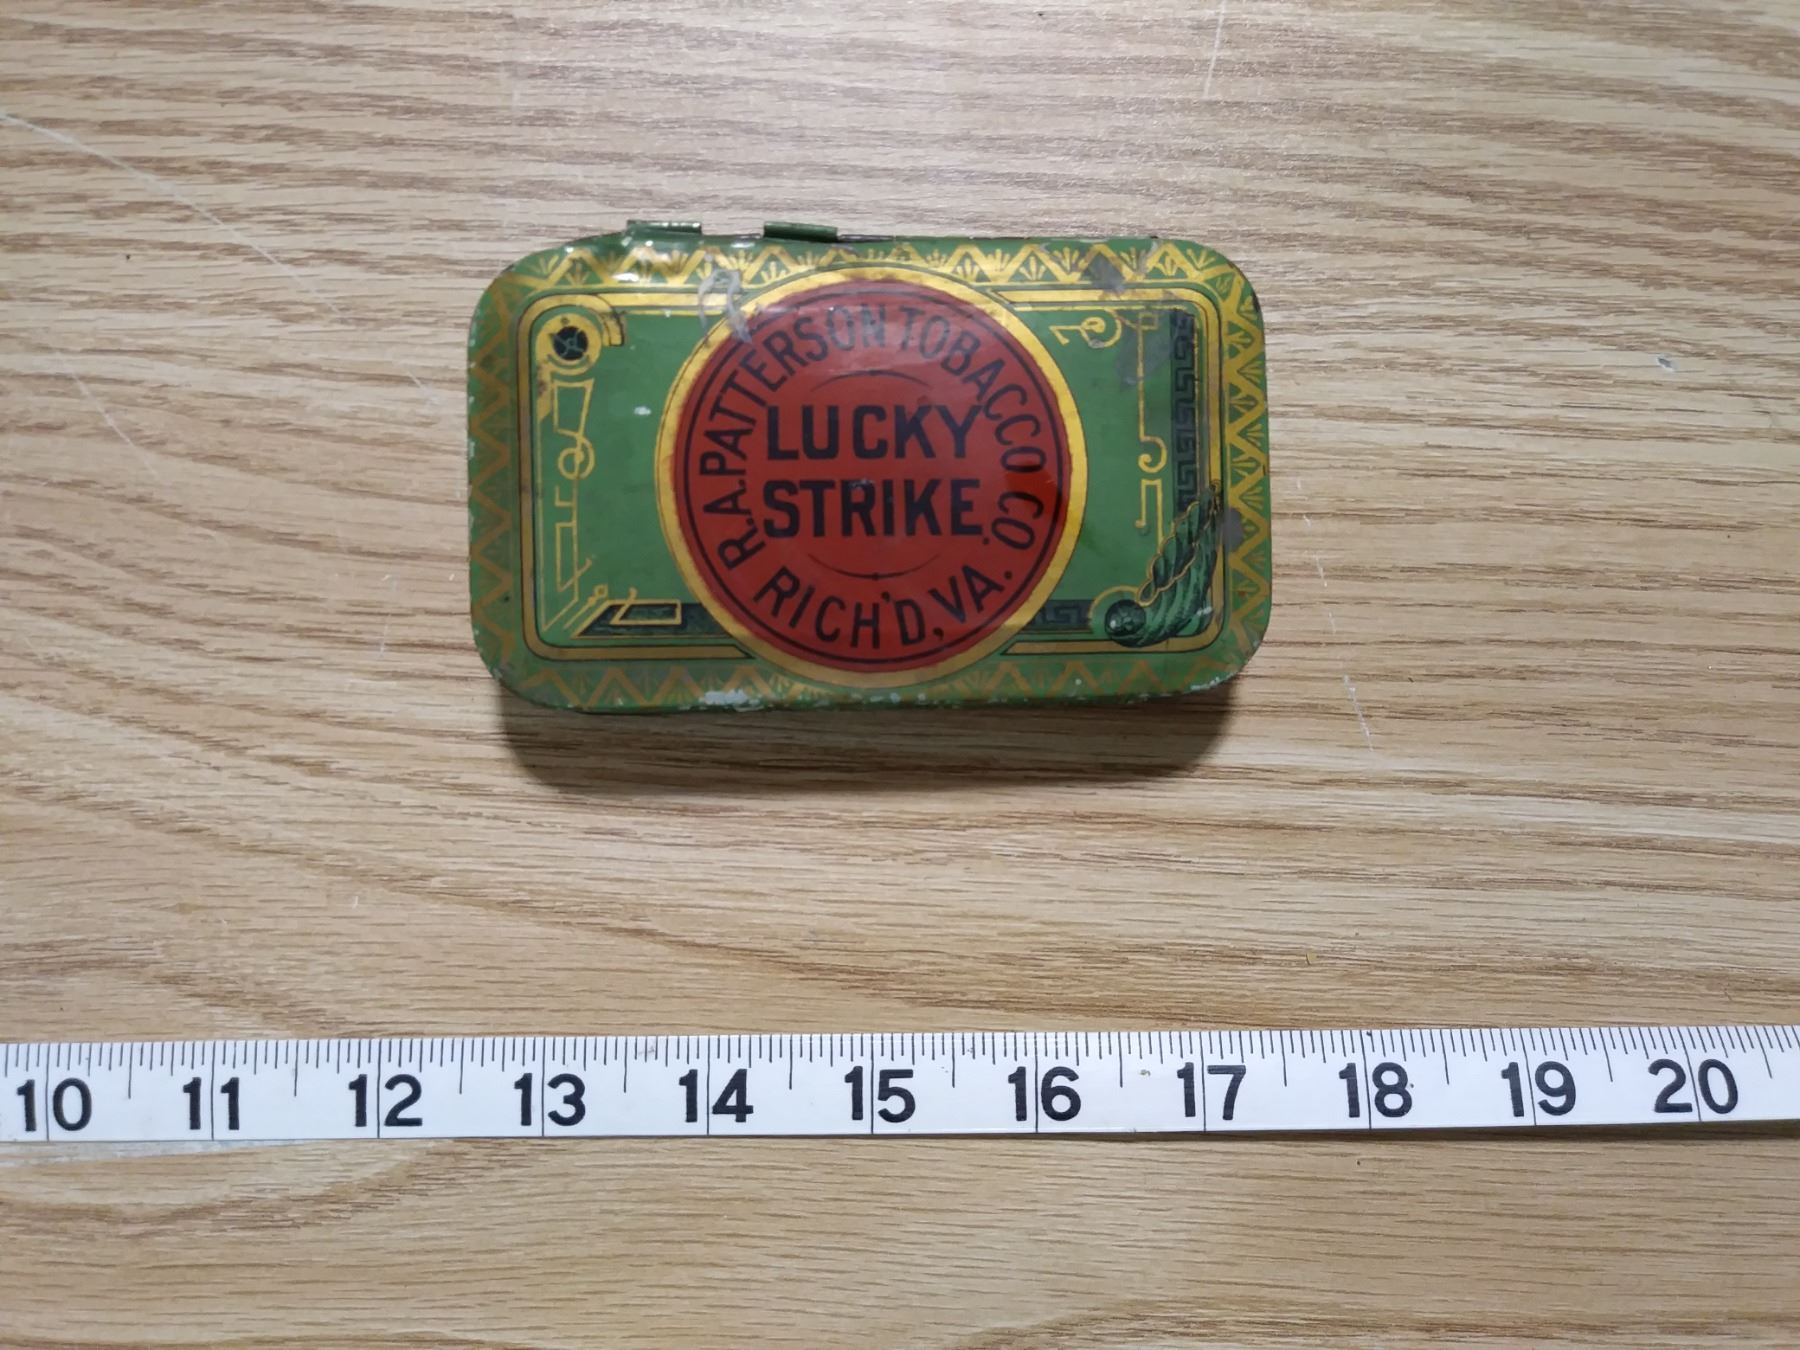 R.A. PATTERSON TOBACCO CO.
LUCKY
STRIKE.
RICH'D, VA.
10 11 12 13 14 15 16 17 18 19 20